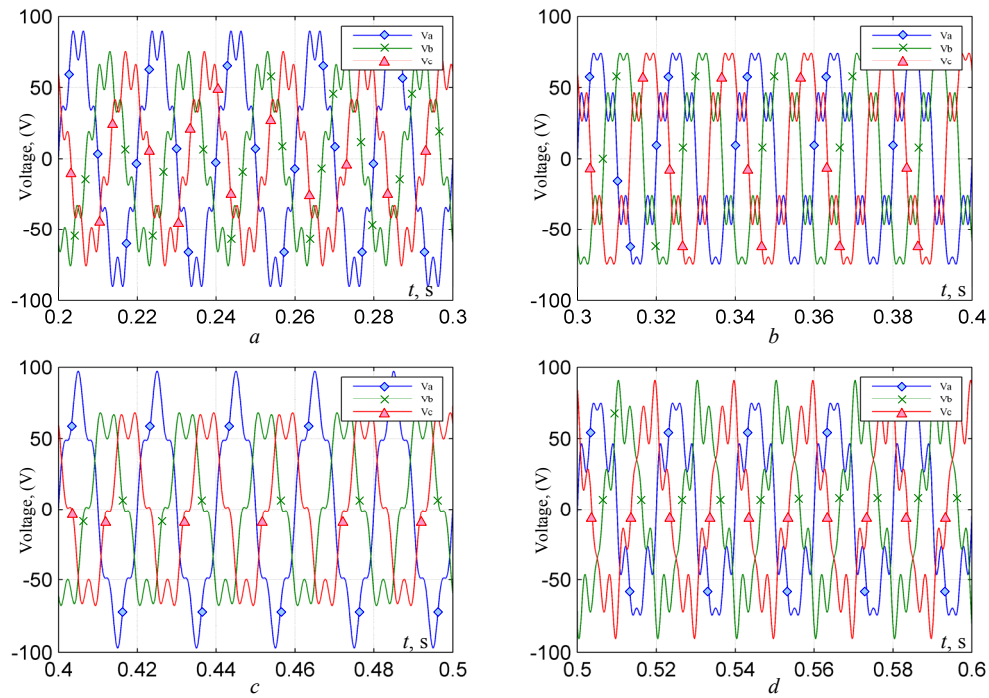 100
50
0
-50
-100
Voltage, (V)
Va
Vb
Vc
t, s
0.2
0.22
0.24
0.26
0.28
0.3
a
100
50
0
-50
-100
Voltage, (V)
Va
Vb
Vc
t, s
0.3
0.32
0.34
0.36
0.38
0.4
b
100
50
0
-50
-100
Voltage, (V)
Va
Vb
Vc
t, s
0.4
0.42
0.44
0.46
0.48
0.5
c
100
50
0
-50
-100
Voltage, (V)
Va
Vb
Vc
t, s
0.5
0.52
0.54
0.56
0.58
0.6
d